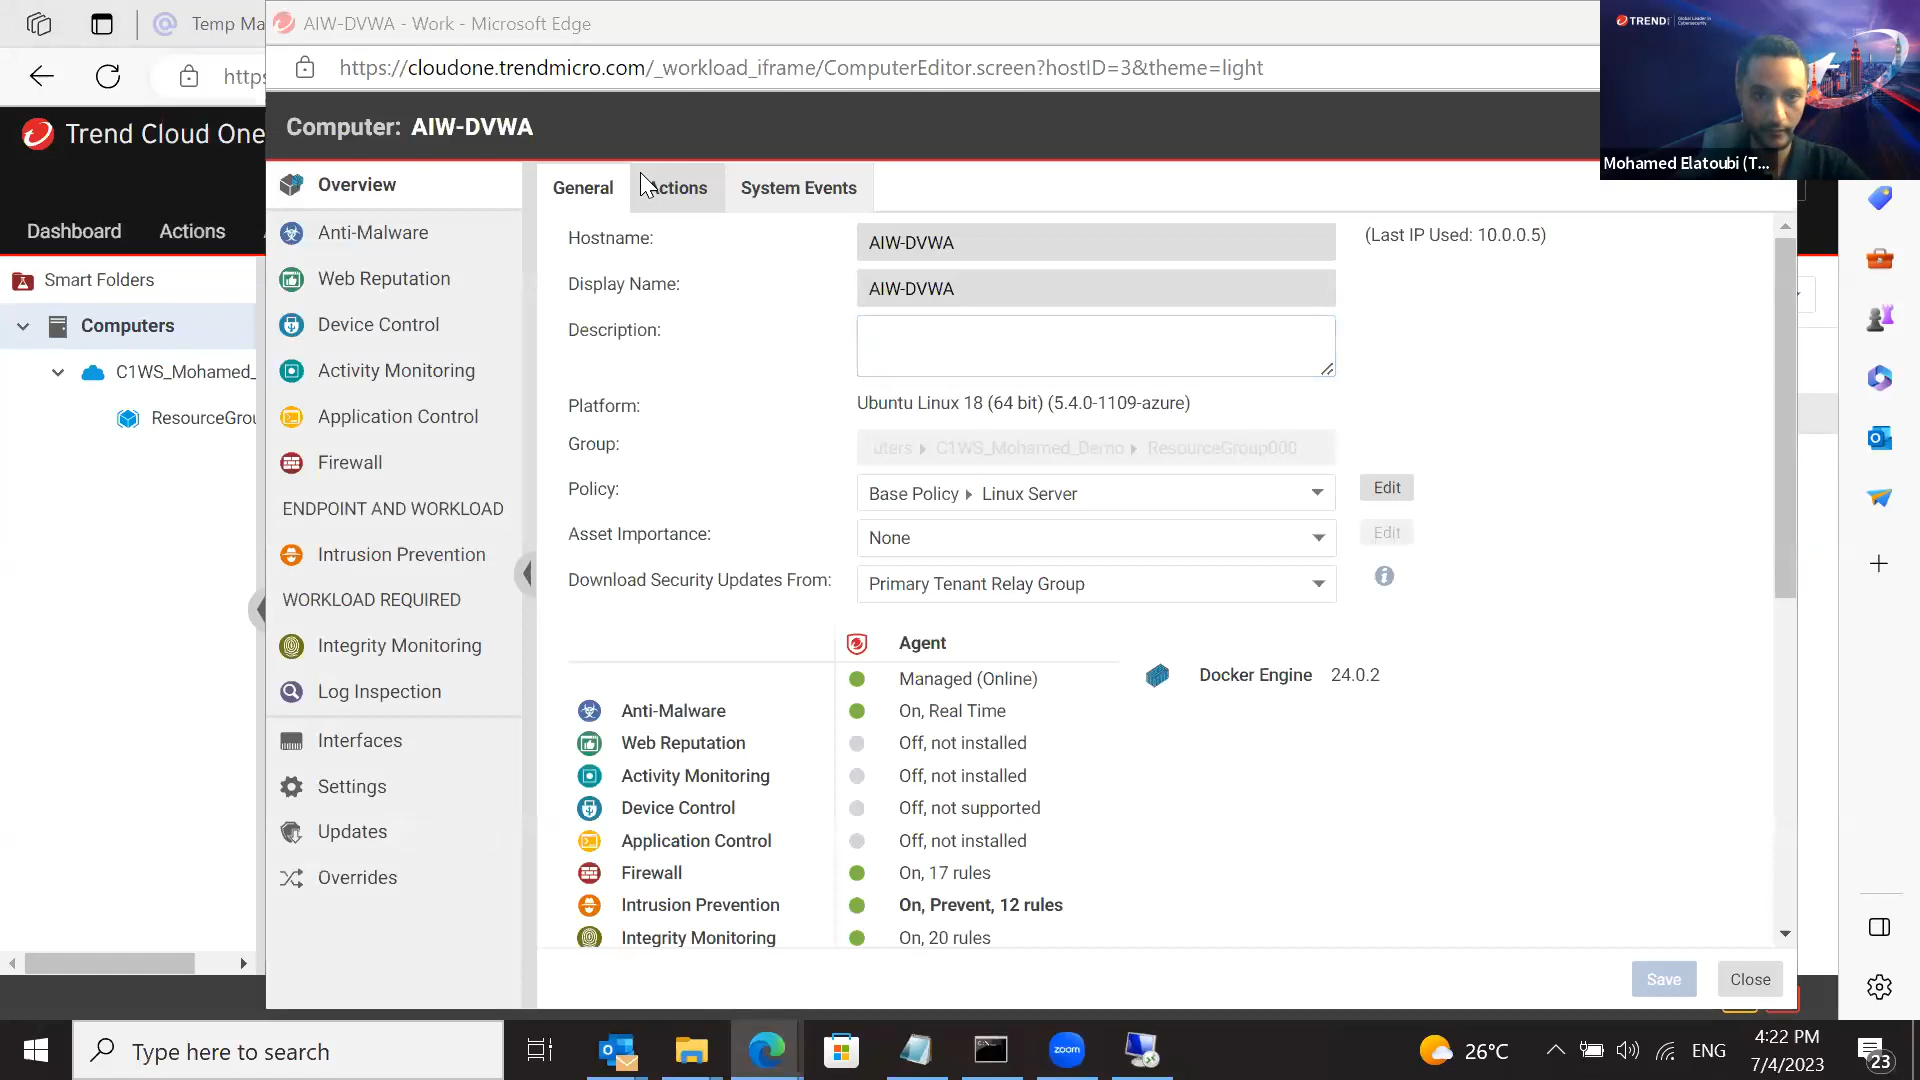 Temp Ma
AIW-DVWA - Work - Microsoft Edge
https
https://cloudone.trendmicro.com/_workload_iframe/ComputerEditor.screen?hostID=3&theme=light
Trend Cloud One
Computer: AIW-DVWA
TREND
Global Leader in
Cybersecurity
Mohamed Elatoubi (T...
Dashboard
Actions
Smart Folders
Computers
C1WS_Mohamed_
ResourceGrou
Overview
Anti-Malware
Web Reputation
Device Control
Activity Monitoring
Application Control
Firewall
ENDPOINT AND WORKLOAD
Intrusion Prevention
WORKLOAD REQUIRED
Integrity Monitoring
Log Inspection
Interfaces
Settings
Updates
Overrides
General
Actions
System Events
Hostname:
AIW-DVWA
(Last IP Used: 10.0.0.5)
Display Name:
AIW-DVWA
Description:
Platform:
Ubuntu Linux 18 (64 bit) (5.4.0-1109-azure)
Group:
uters ▸ C1WS_Mohamed_Demo ▸ ResourceGroup000
Policy:
Base Policy ▸ Linux Server
Edit
Asset Importance:
None
Edit
Download Security Updates From:
Primary Tenant Relay Group
Agent
Managed (Online)
Docker Engine 24.0.2
Anti-Malware
On, Real Time
Web Reputation
Off, not installed
Activity Monitoring
Off, not installed
Device Control
Off, not supported
Application Control
Off, not installed
Firewall
On, 17 rules
Intrusion Prevention
On, Prevent, 12 rules
Integrity Monitoring
On, 20 rules
Save
Close
Type here to search
zoom
26°C
ENG
4:22 PM
7/4/2023
23